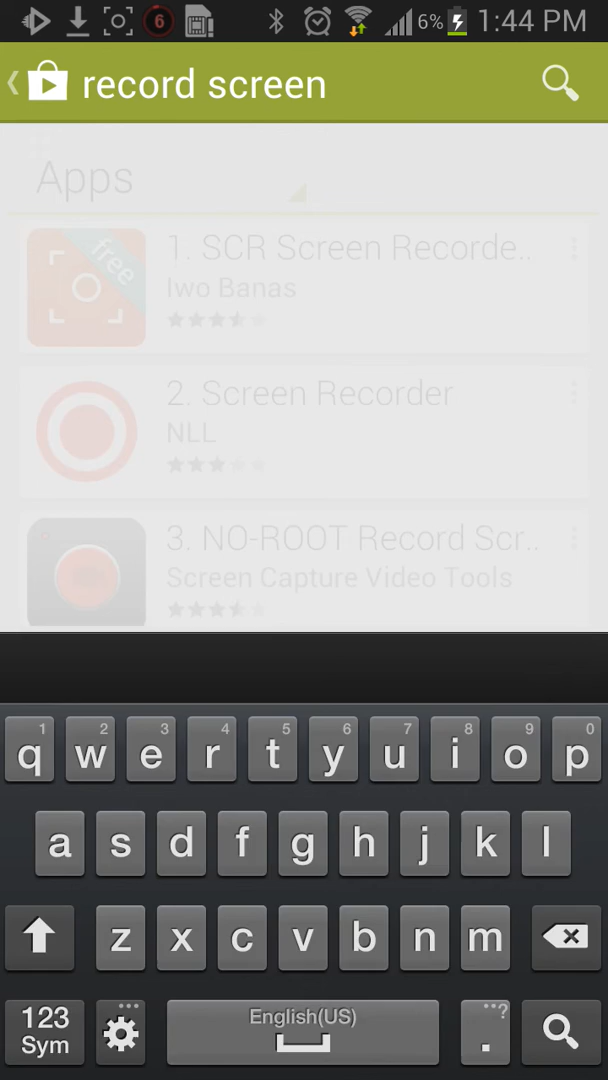 6 6% 1:44 PM
record screen
Apps
free
1. SCR Screen Recorde..
Iwo Banas
2. Screen Recorder
NLL
3. NO-ROOT Record Scr..
Screen Capture Video Tools
1 2 3 4 5 6 7 8 9 0
q w e r t y u i o p
a s d f g h j k l
z x c v b n m
123
Sym
English(US)
... ...?
.